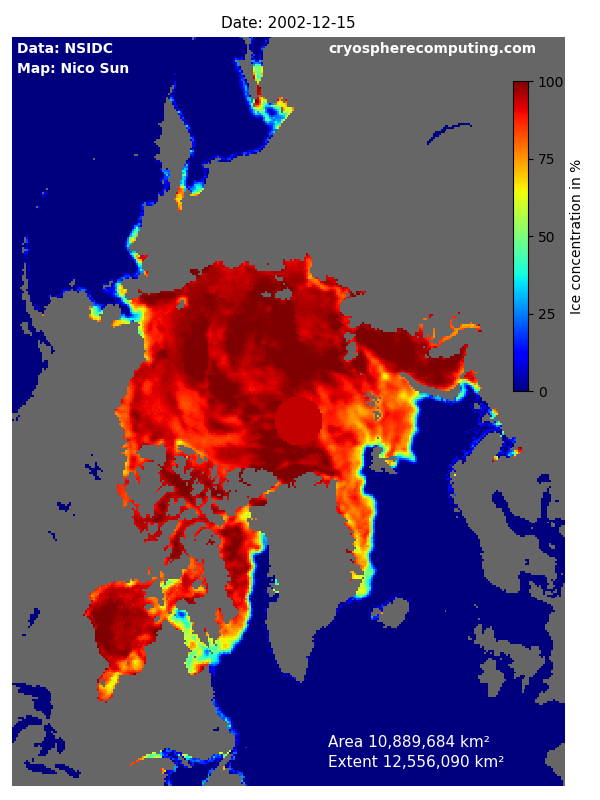 Date: 2002-12-15
Data: NSIDC
Map: Nico Sun
cryospherecomputing.com
100
75
50
25
0
Ice concentration in %
Area 10,889,684 km²
Extent 12,556,090 km²